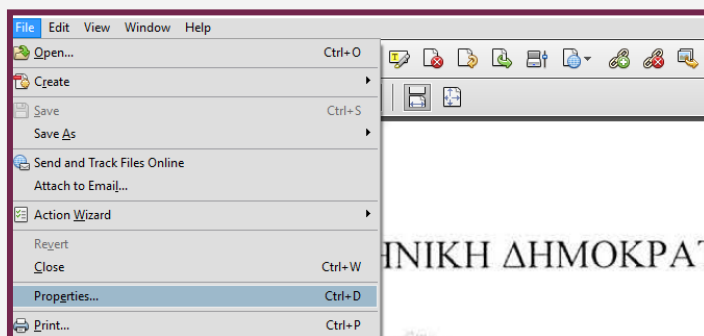 File Edit View Window Help
Open... Ctrl+O
Create
Save Ctrl+S
Save As
Send and Track Files Online
Attach to Email...
Action Wizard
Revert
Close Ctrl+W
ΗΝΙΚΗ ΔΗΜΟΚΡΑΤ
Properties... Ctrl+D
Print... Ctrl+P